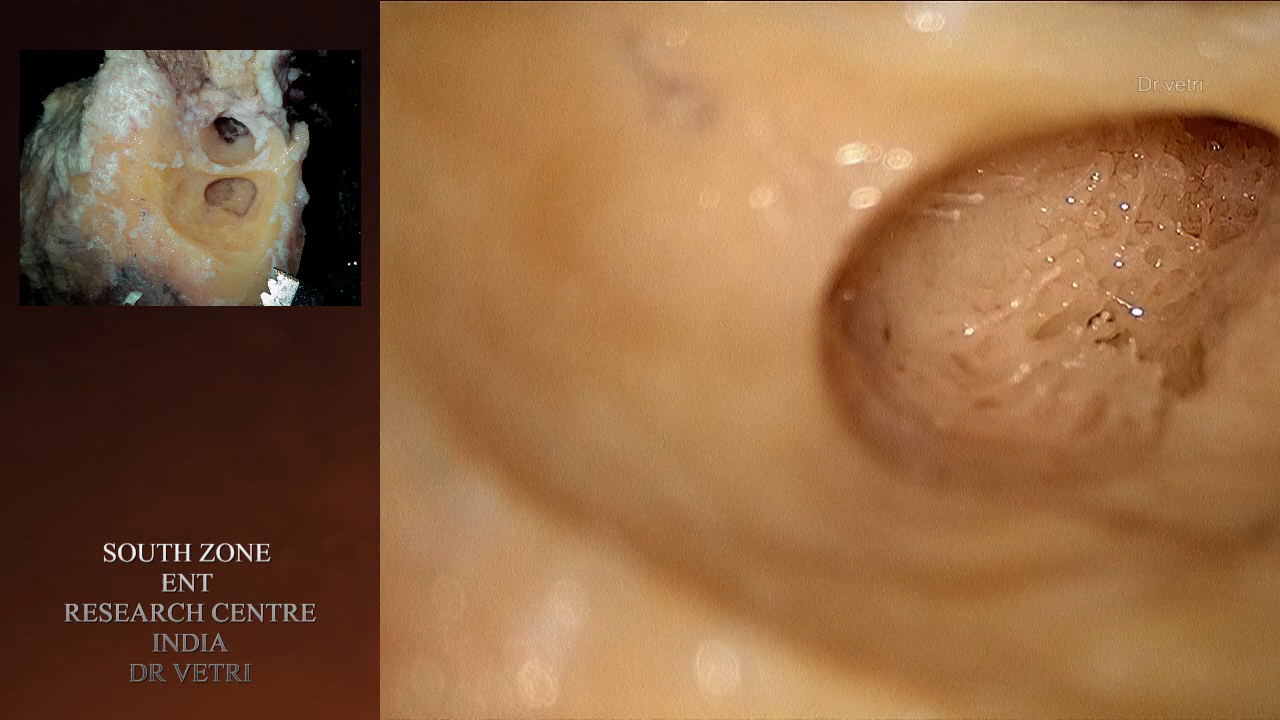 Dr.vetri
SOUTH ZONE
ENT
RESEARCH CENTRE
INDIA
DR VETRI